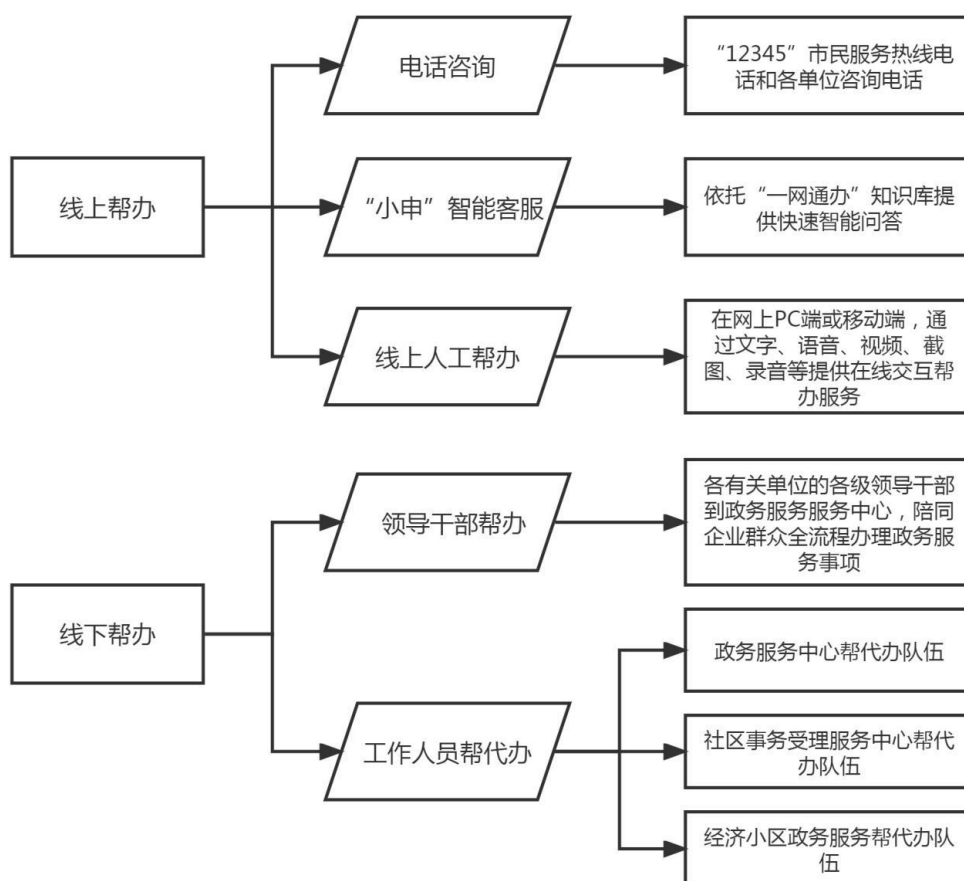 线上帮办
电话咨询
“12345”市民服务热线电
话和各单位咨询电话
“小申”智能客服
依托“一网通办”知识库提
供快速智能问答
线上人工帮办
在网上PC端或移动端，通
过文字、语音、视频、截
图、录音等提供在线交互帮
办服务
线下帮办
领导干部帮办
各有关单位的各级领导干部
到政务服务服务中心，陪同
企业群众全流程办理政务服
务事项
工作人员帮代办
政务服务中心帮代办队伍
社区事务受理服务中心帮代
办队伍
经济小区政务服务帮代办队
伍